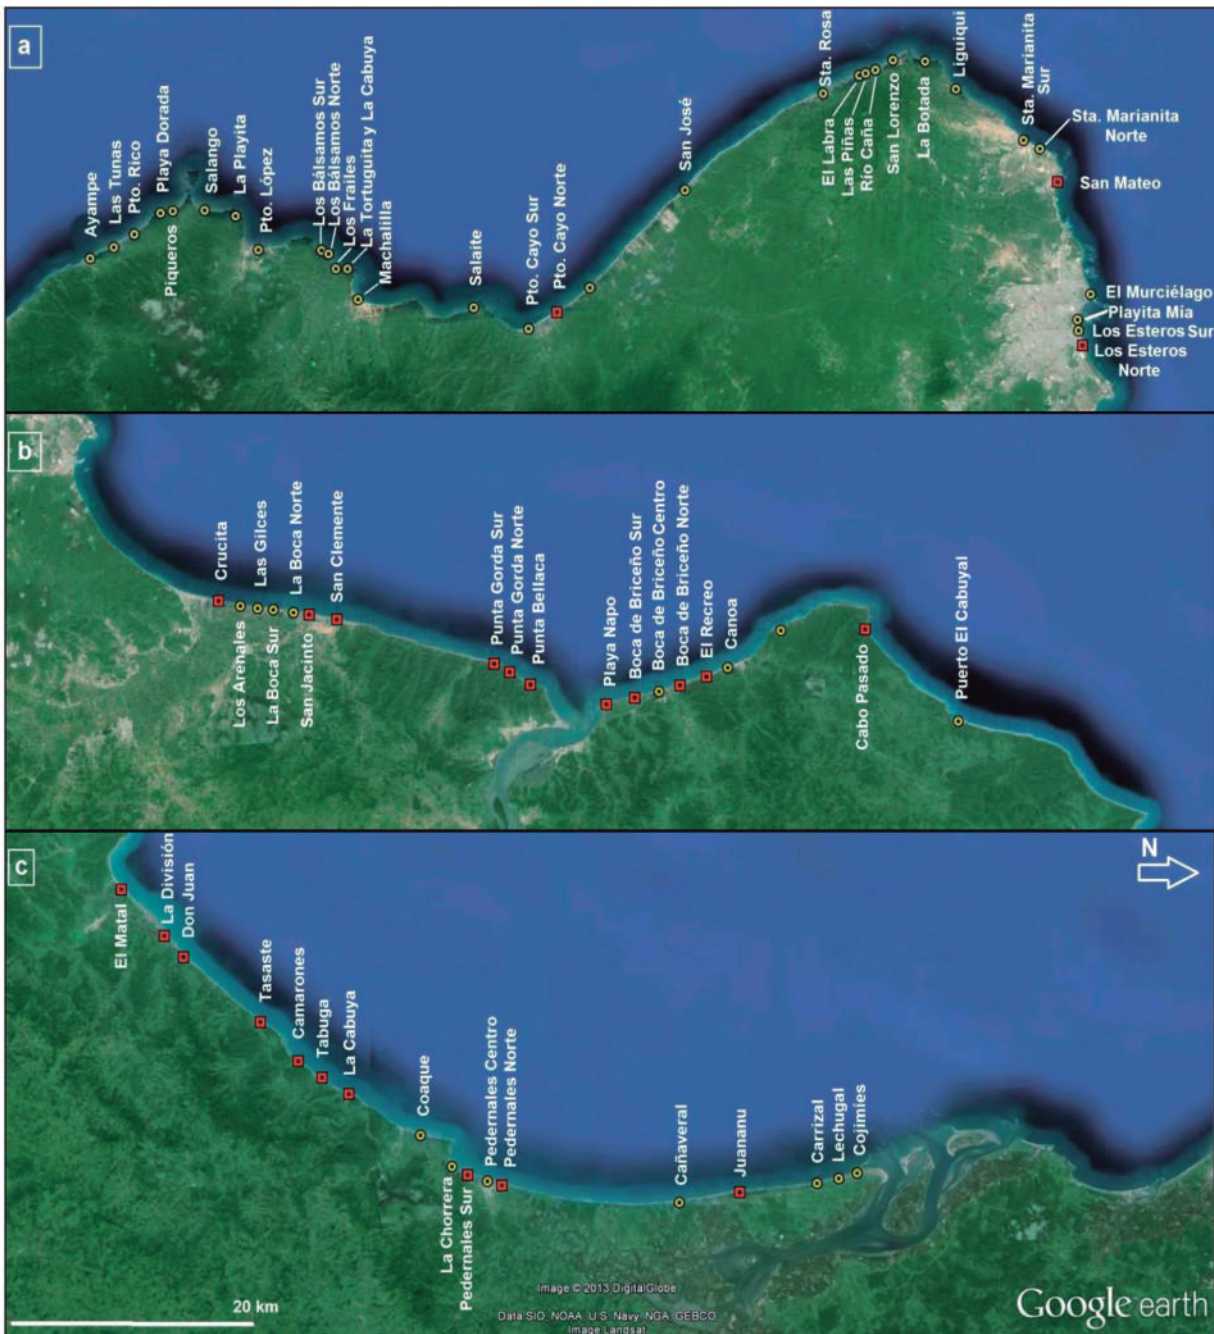 a
Ayampe
Las Tunas
Pto. Rico
Playa Dorada
Piqueros
Salango
La Playita
Pto. López
Los Bálsamos Sur
Los Bálsamos Norte
Los Frailes
La Tortuguita y La Cabuya
Machalilla
Salaite
Pto. Cayo Sur
Pto. Cayo Norte
San José
Sta. Rosa
El Labra
Las Piñas
Río Caña
San Lorenzo
La Botada
Liguiqui
Sta. Marianita
Sur
Sta. Marianita
Norte
San Mateo
El Murciélago
Playita Mía
Los Esteros Sur
Los Esteros
Norte
b
Crucita
Los Arenales
Las Gilces
La Boca Sur
La Boca Norte
San Jacinto
San Clemente
Punta Gorda Sur
Punta Gorda Norte
Punta Bellaca
Playa Napo
Boca de Briceño Sur
Boca de Briceño Centro
Boca de Briceño Norte
El Recreo
Canoa
Cabo Pasado
Puerto El Cabuyal
c
N
El Matal
La División
Don Juan
Tasaste
Camarones
Tabuga
La Cabuya
Coaque
La Chorrera
Pedernales Sur
Pedernales Centro
Pedernales Norte
Cañaveral
Juananu
Carrizal
Lechugal
Cojimíes
20 km
Image © 2013 DigitalGlobe
Data SIO, NOAA, U.S. Navy, NGA, GEBCO
Image Landsat
Google earth